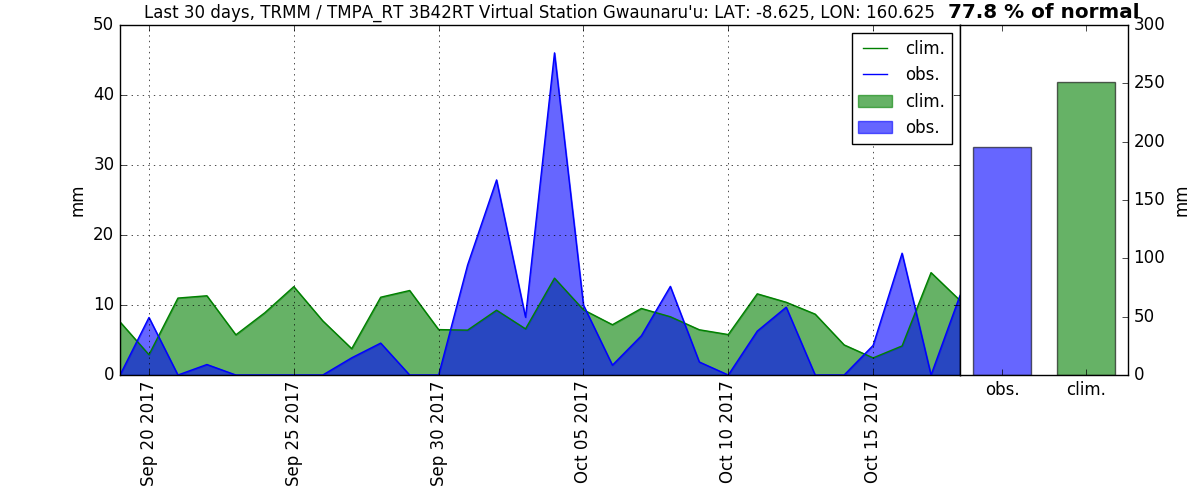 Last 30 days, TRMM / TMPA_RT 3B42RT Virtual Station Gwaunaru'u: LAT: -8.625, LON: 160.625
77.8 % of normal
50
40
30
20
10
0
mm
clim.
obs.
clim.
obs.
300
250
200
150
100
50
0
mm
obs.
clim.
Sep 20 2017
Sep 25 2017
Sep 30 2017
Oct 05 2017
Oct 10 2017
Oct 15 2017